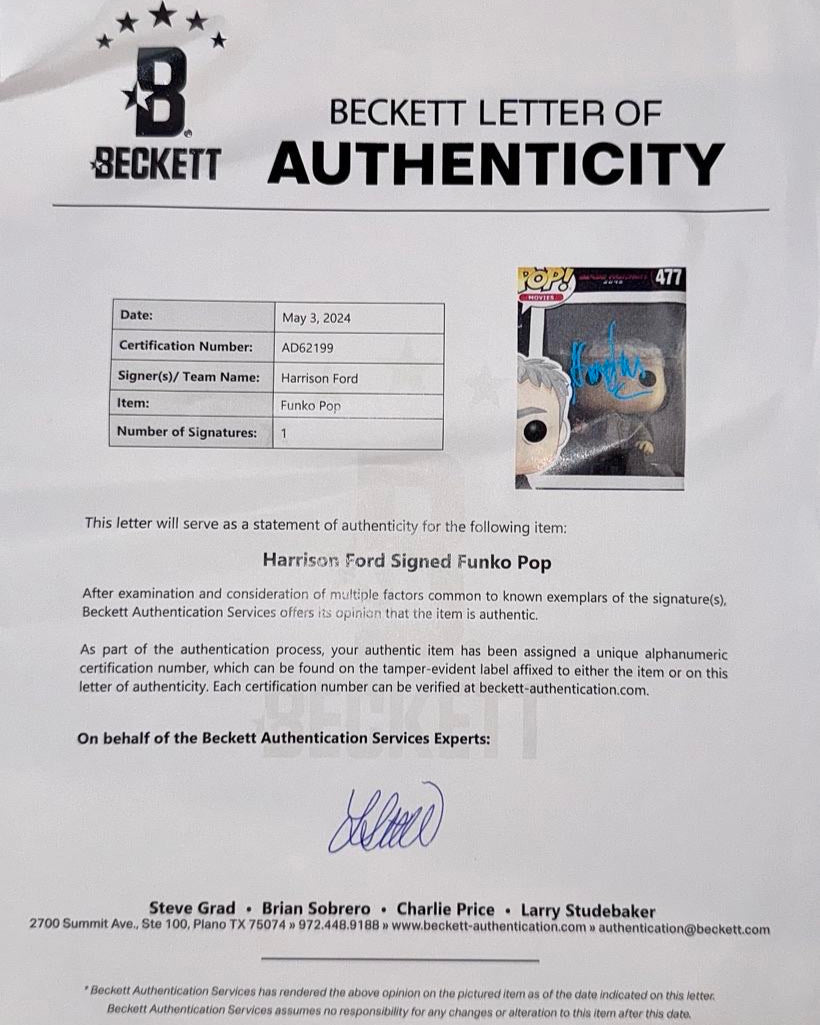 B
BECKETT
BECKETT LETTER OF
AUTHENTICITY
Date: May 3, 2024
Certification Number: AD62199
Signer(s)/ Team Name: Harrison Ford
Item: Funko Pop
Number of Signatures: 1
POP!
MOVIES
477
This letter will serve as a statement of authenticity for the following item:
Harrison Ford Signed Funko Pop
After examination and consideration of multiple factors common to known exemplars of the signature(s),
Beckett Authentication Services offers its opinion that the item is authentic.
As part of the authentication process, your authentic item has been assigned a unique alphanumeric
certification number, which can be found on the tamper-evident label affixed to either the item or on this
letter of authenticity. Each certification number can be verified at beckett-authentication.com.
BECKETT
On behalf of the Beckett Authentication Services Experts:
Steve Grad • Brian Sobrero • Charlie Price • Larry Studebaker
2700 Summit Ave., Ste 100, Plano TX 75074 » 972.448.9188 » www.beckett-authentication.com » authentication@beckett.com
* Beckett Authentication Services has rendered the above opinion on the pictured item as of the date indicated on this letter.
Beckett Authentication Services assumes no responsibility for any changes or alteration to this item after this date.